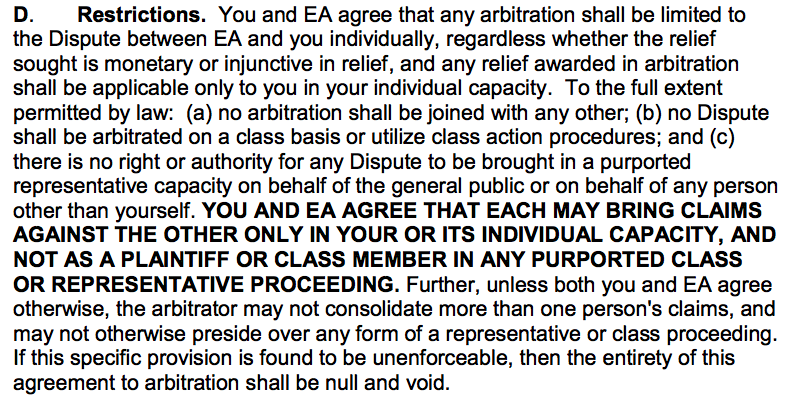 D. Restrictions. You and EA agree that any arbitration shall be limited to
the Dispute between EA and you individually, regardless whether the relief
sought is monetary or injunctive in relief, and any relief awarded in arbitration
shall be applicable only to you in your individual capacity. To the full extent
permitted by law: (a) no arbitration shall be joined with any other; (b) no Dispute
shall be arbitrated on a class basis or utilize class action procedures; and (c)
there is no right or authority for any Dispute to be brought in a purported
representative capacity on behalf of the general public or on behalf of any person
other than yourself. YOU AND EA AGREE THAT EACH MAY BRING CLAIMS
AGAINST THE OTHER ONLY IN YOUR OR ITS INDIVIDUAL CAPACITY, AND
NOT AS A PLAINTIFF OR CLASS MEMBER IN ANY PURPORTED CLASS
OR REPRESENTATIVE PROCEEDING. Further, unless both you and EA agree
otherwise, the arbitrator may not consolidate more than one person's claims, and
may not otherwise preside over any form of a representative or class proceeding.
If this specific provision is found to be unenforceable, then the entirety of this
agreement to arbitration shall be null and void.